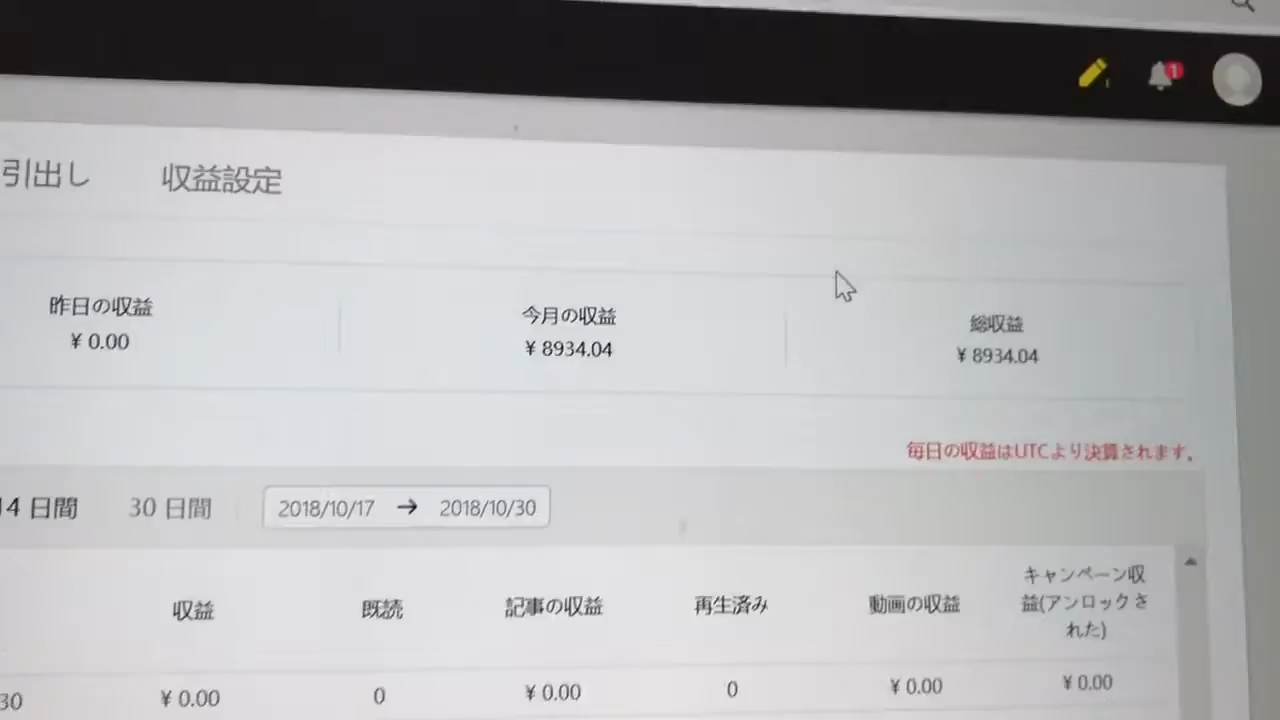 1
引出し 収益設定
昨日の収益 今月の収益 総収益
¥ 0.00 ¥ 8934.04 ¥ 8934.04
毎日の収益はUTCより決算されます。
14 日間 30 日間 2018/10/17 → 2018/10/30
収益 既読 記事の収益 再生済み 動画の収益 キャンペーン収
益(アンロックさ
れた)
30 ¥ 0.00 0 ¥ 0.00 0 ¥ 0.00 ¥ 0.00